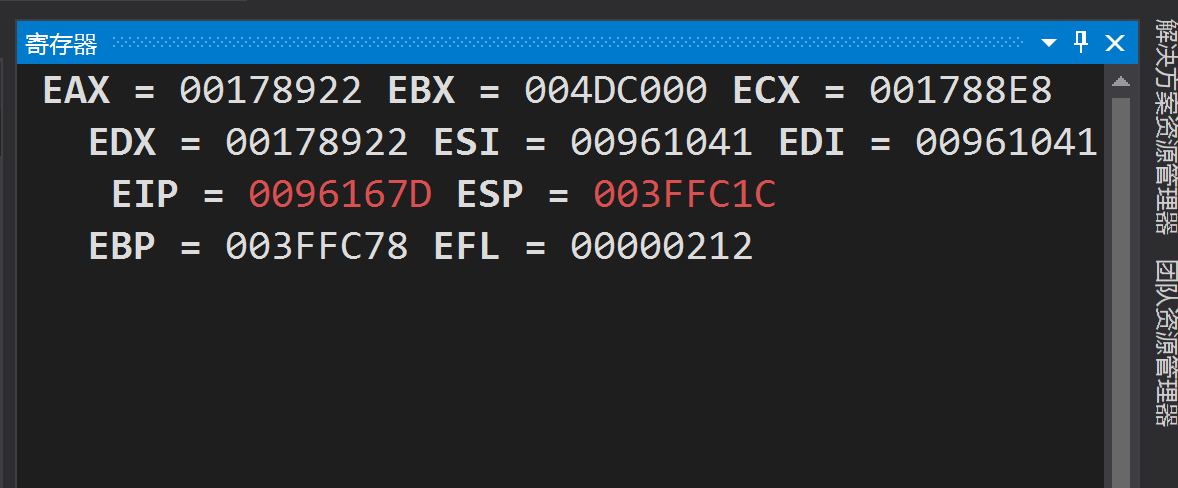 寄存器
EAX = 00178922 EBX = 004DC000 ECX = 001788E8
EDX = 00178922 ESI = 00961041 EDI = 00961041
EIP = 0096167D ESP = 003FFC1C
EBP = 003FFC78 EFL = 00000212
解决方案资源管理器
团队资源管理器